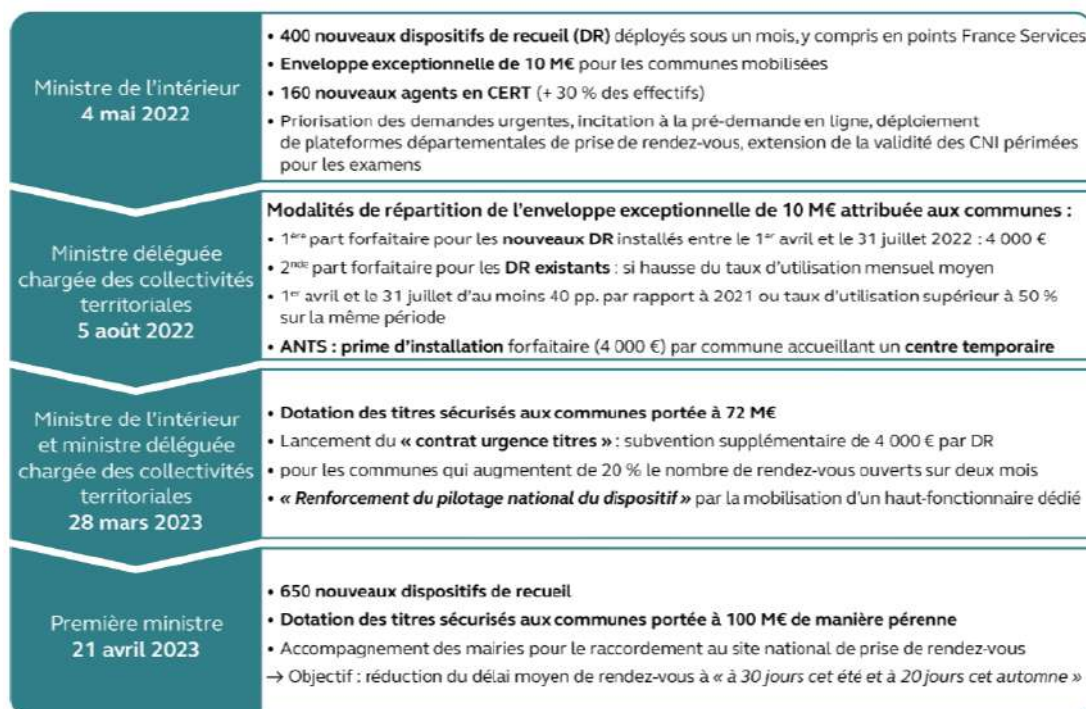 Ministre de l'intérieur
4 mai 2022
• 400 nouveaux dispositifs de recueil (DR) déployés sous un mois, y compris en points France Services
• Enveloppe exceptionnelle de 10 M€ pour les communes mobilisées
• 160 nouveaux agents en CERT (+ 30 % des effectifs)
• Priorisation des demandes urgentes, incitation à la pré-demande en ligne, déploiement
de plateformes départementales de prise de rendez-vous, extension de la validité des CNI périmées
pour les examens
Ministre déléguée
chargée des collectivités
territoriales
5 août 2022
Modalités de répartition de l'enveloppe exceptionnelle de 10 M€ attribuée aux communes :
• 1ère part forfaitaire pour les nouveaux DR installés entre le 1er avril et le 31 juillet 2022 : 4 000 €
• 2nde part forfaitaire pour les DR existants : si hausse du taux d'utilisation mensuel moyen
• 1er avril et le 31 juillet d'au moins 40 pp. par rapport à 2021 ou taux d'utilisation supérieur à 50 %
sur la même période
• ANTS : prime d'installation forfaitaire (4 000 €) par commune accueillant un centre temporaire
Ministre de l'intérieur
et ministre déléguée
chargée des collectivités
territoriales
28 mars 2023
• Dotation des titres sécurisés aux communes portée à 72 M€
• Lancement du « contrat urgence titres » : subvention supplémentaire de 4 000 € par DR
• pour les communes qui augmentent de 20 % le nombre de rendez-vous ouverts sur deux mois
• « Renforcement du pilotage national du dispositif » par la mobilisation d'un haut-fonctionnaire dédié
Première ministre
21 avril 2023
• 650 nouveaux dispositifs de recueil
• Dotation des titres sécurisés aux communes portée à 100 M€ de manière pérenne
• Accompagnement des mairies pour le raccordement au site national de prise de rendez-vous
→ Objectif : réduction du délai moyen de rendez-vous à « à 30 jours cet été et à 20 jours cet automne »